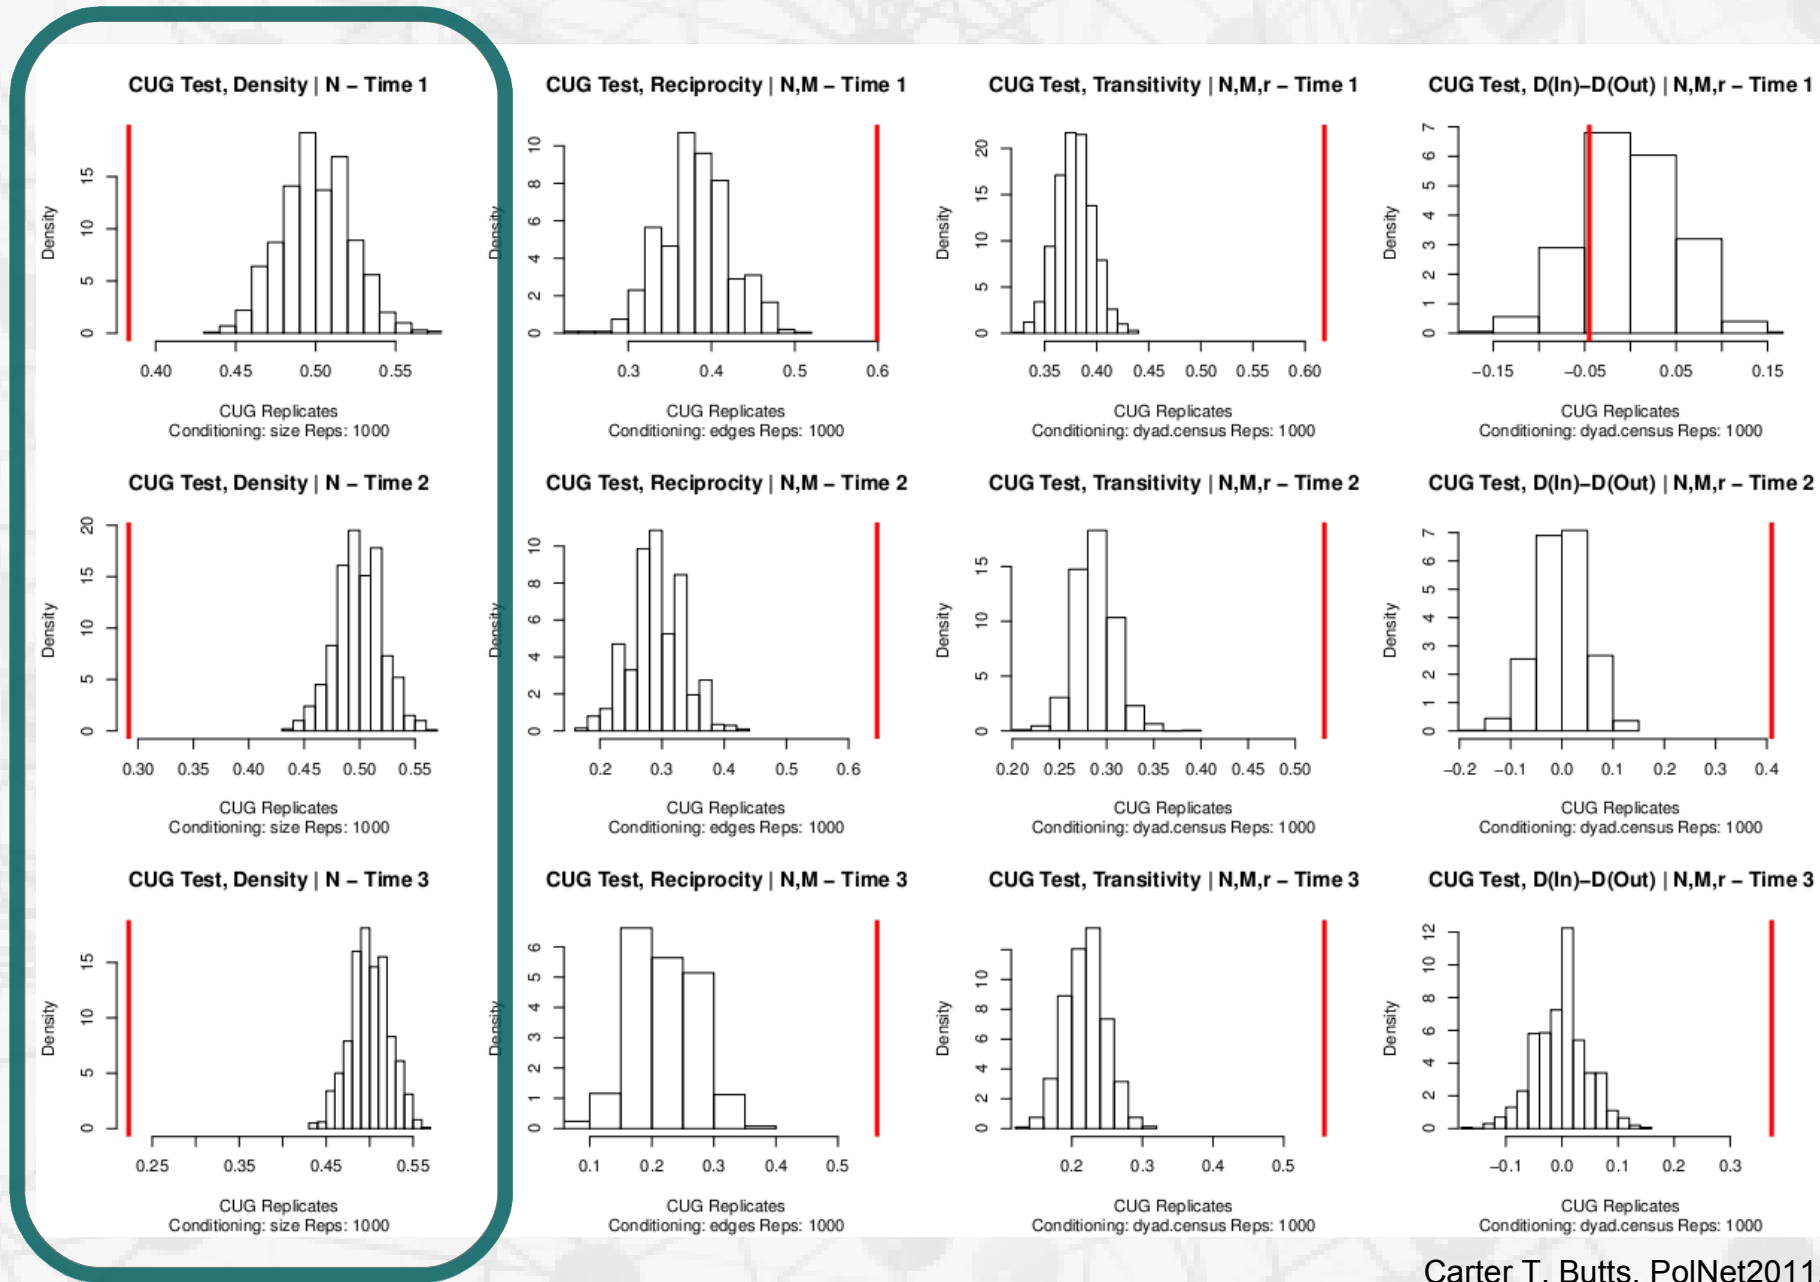 CUG Test, Density | N − Time 1
Density
0
5
10
15
0.40 0.45 0.50 0.55
CUG Replicates
Conditioning: size Reps: 1000
CUG Test, Reciprocity | N,M − Time 1
Density
0 2 4 6 8 10
0.3 0.4 0.5 0.6
CUG Replicates
Conditioning: edges Reps: 1000
CUG Test, Transitivity | N,M,r − Time 1
Density
0 5 10 15 20
0.35 0.40 0.45 0.50 0.55 0.60
CUG Replicates
Conditioning: dyad.census Reps: 1000
CUG Test, D(In)−D(Out) | N,M,r − Time 1
Density
0 1 2 3 4 5 6 7
−0.15 −0.05 0.05 0.15
CUG Replicates
Conditioning: dyad.census Reps: 1000
CUG Test, Density | N − Time 2
Density
0 5 10 15 20
0.30 0.35 0.40 0.45 0.50 0.55
CUG Replicates
Conditioning: size Reps: 1000
CUG Test, Reciprocity | N,M − Time 2
Density
0 2 4 6 8 10
0.2 0.3 0.4 0.5 0.6
CUG Replicates
Conditioning: edges Reps: 1000
CUG Test, Transitivity | N,M,r − Time 2
Density
0 5 10 15
0.20 0.25 0.30 0.35 0.40 0.45 0.50
CUG Replicates
Conditioning: dyad.census Reps: 1000
CUG Test, D(In)−D(Out) | N,M,r − Time 2
Density
0 1 2 3 4 5 6 7
−0.2 −0.1 0.0 0.1 0.2 0.3 0.4
CUG Replicates
Conditioning: dyad.census Reps: 1000
CUG Test, Density | N − Time 3
Density
0 5 10 15
0.25 0.35 0.45 0.55
CUG Replicates
Conditioning: size Reps: 1000
CUG Test, Reciprocity | N,M − Time 3
Density
0 1 2 3 4 5 6
0.1 0.2 0.3 0.4 0.5
CUG Replicates
Conditioning: edges Reps: 1000
CUG Test, Transitivity | N,M,r − Time 3
Density
0 2 4 6 8 10
0.2 0.3 0.4 0.5
CUG Replicates
Conditioning: dyad.census Reps: 1000
CUG Test, D(In)−D(Out) | N,M,r − Time 3
Density
0 2 4 6 8 10 12
−0.1 0.0 0.1 0.2 0.3
CUG Replicates
Conditioning: dyad.census Reps: 1000
Carter T. Butts, PolNet2011